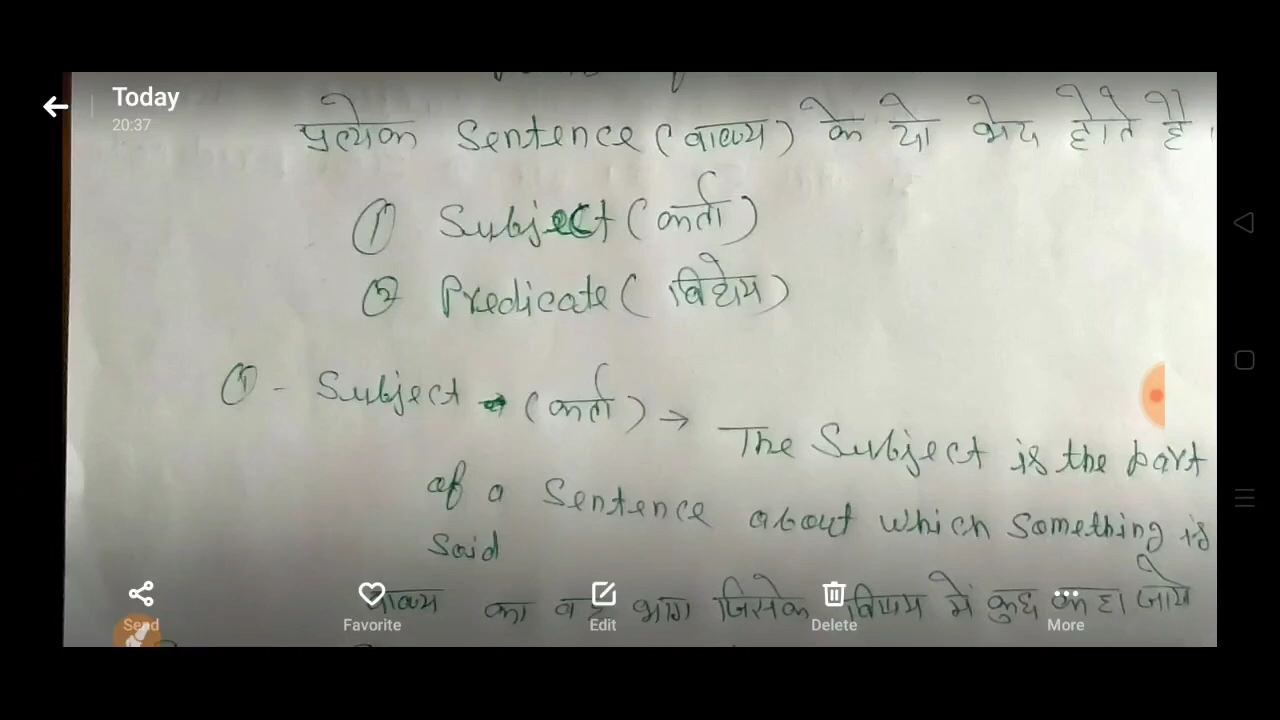 Today
20:37
प्रत्येक Sentence (वाक्य) के दो भेद होते है।
① Subject (कर्ता)
② Predicate (विधेय)
① - Subject (कर्ता) → The Subject is the part
of a Sentence about which Something is
Said
वाक्य का वह भाग जिसके विषय में कुछ कहा जाये
Send
Favorite
Edit
Delete
More